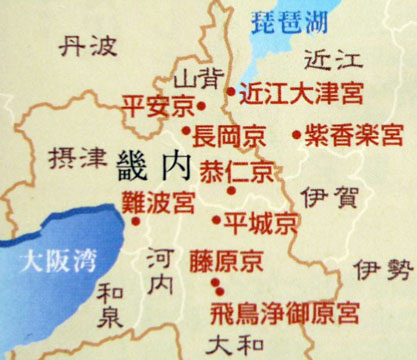 琵琶湖
丹波
近江
山背
近江大津宮
平安京
長岡京
紫香楽宮
摂津
畿内
恭仁京
伊賀
難波宮
平城京
大阪湾
河内
藤原京
伊勢
和泉
飛鳥浄御原宮
大和